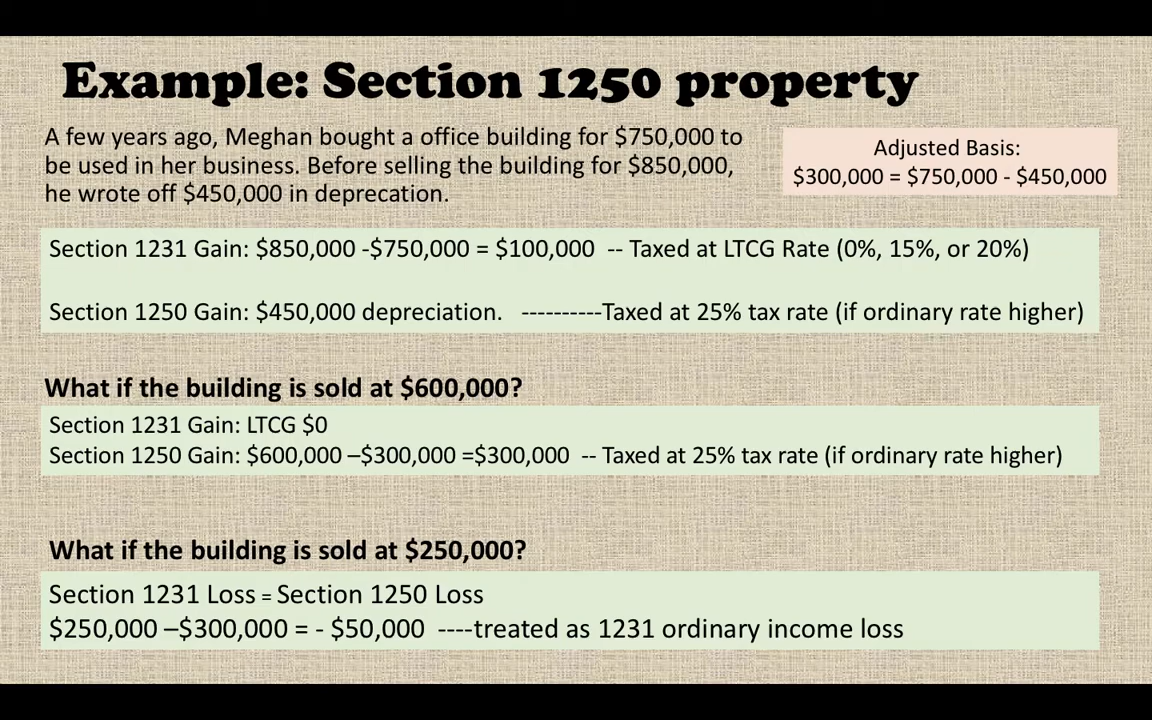 Example: Section 1250 property
A few years ago, Meghan bought a office building for $750,000 to
be used in her business. Before selling the building for $850,000,
he wrote off $450,000 in deprecation.
Adjusted Basis:
$300,000 = $750,000 - $450,000
Section 1231 Gain: $850,000 -$750,000 = $100,000 -- Taxed at LTCG Rate (0%, 15%, or 20%)
Section 1250 Gain: $450,000 depreciation. ----------Taxed at 25% tax rate (if ordinary rate higher)
What if the building is sold at $600,000?
Section 1231 Gain: LTCG $0
Section 1250 Gain: $600,000 –$300,000 =$300,000 -- Taxed at 25% tax rate (if ordinary rate higher)
What if the building is sold at $250,000?
Section 1231 Loss = Section 1250 Loss
$250,000 –$300,000 = - $50,000 ----treated as 1231 ordinary income loss